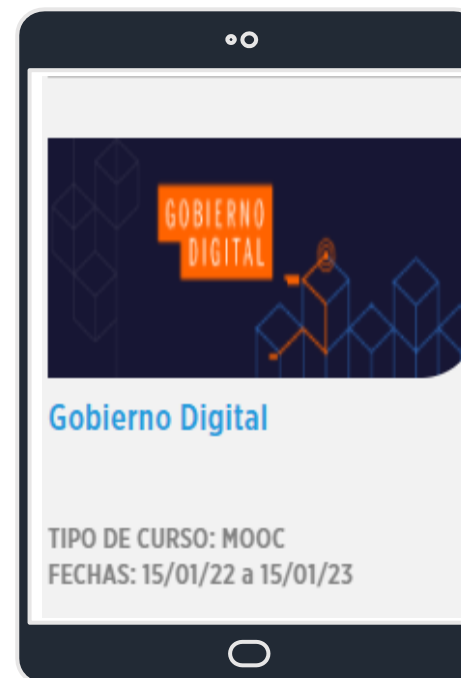 GOBIERNO
DIGITAL
Gobierno Digital
TIPO DE CURSO: MOOC
FECHAS: 15/01/22 a 15/01/23